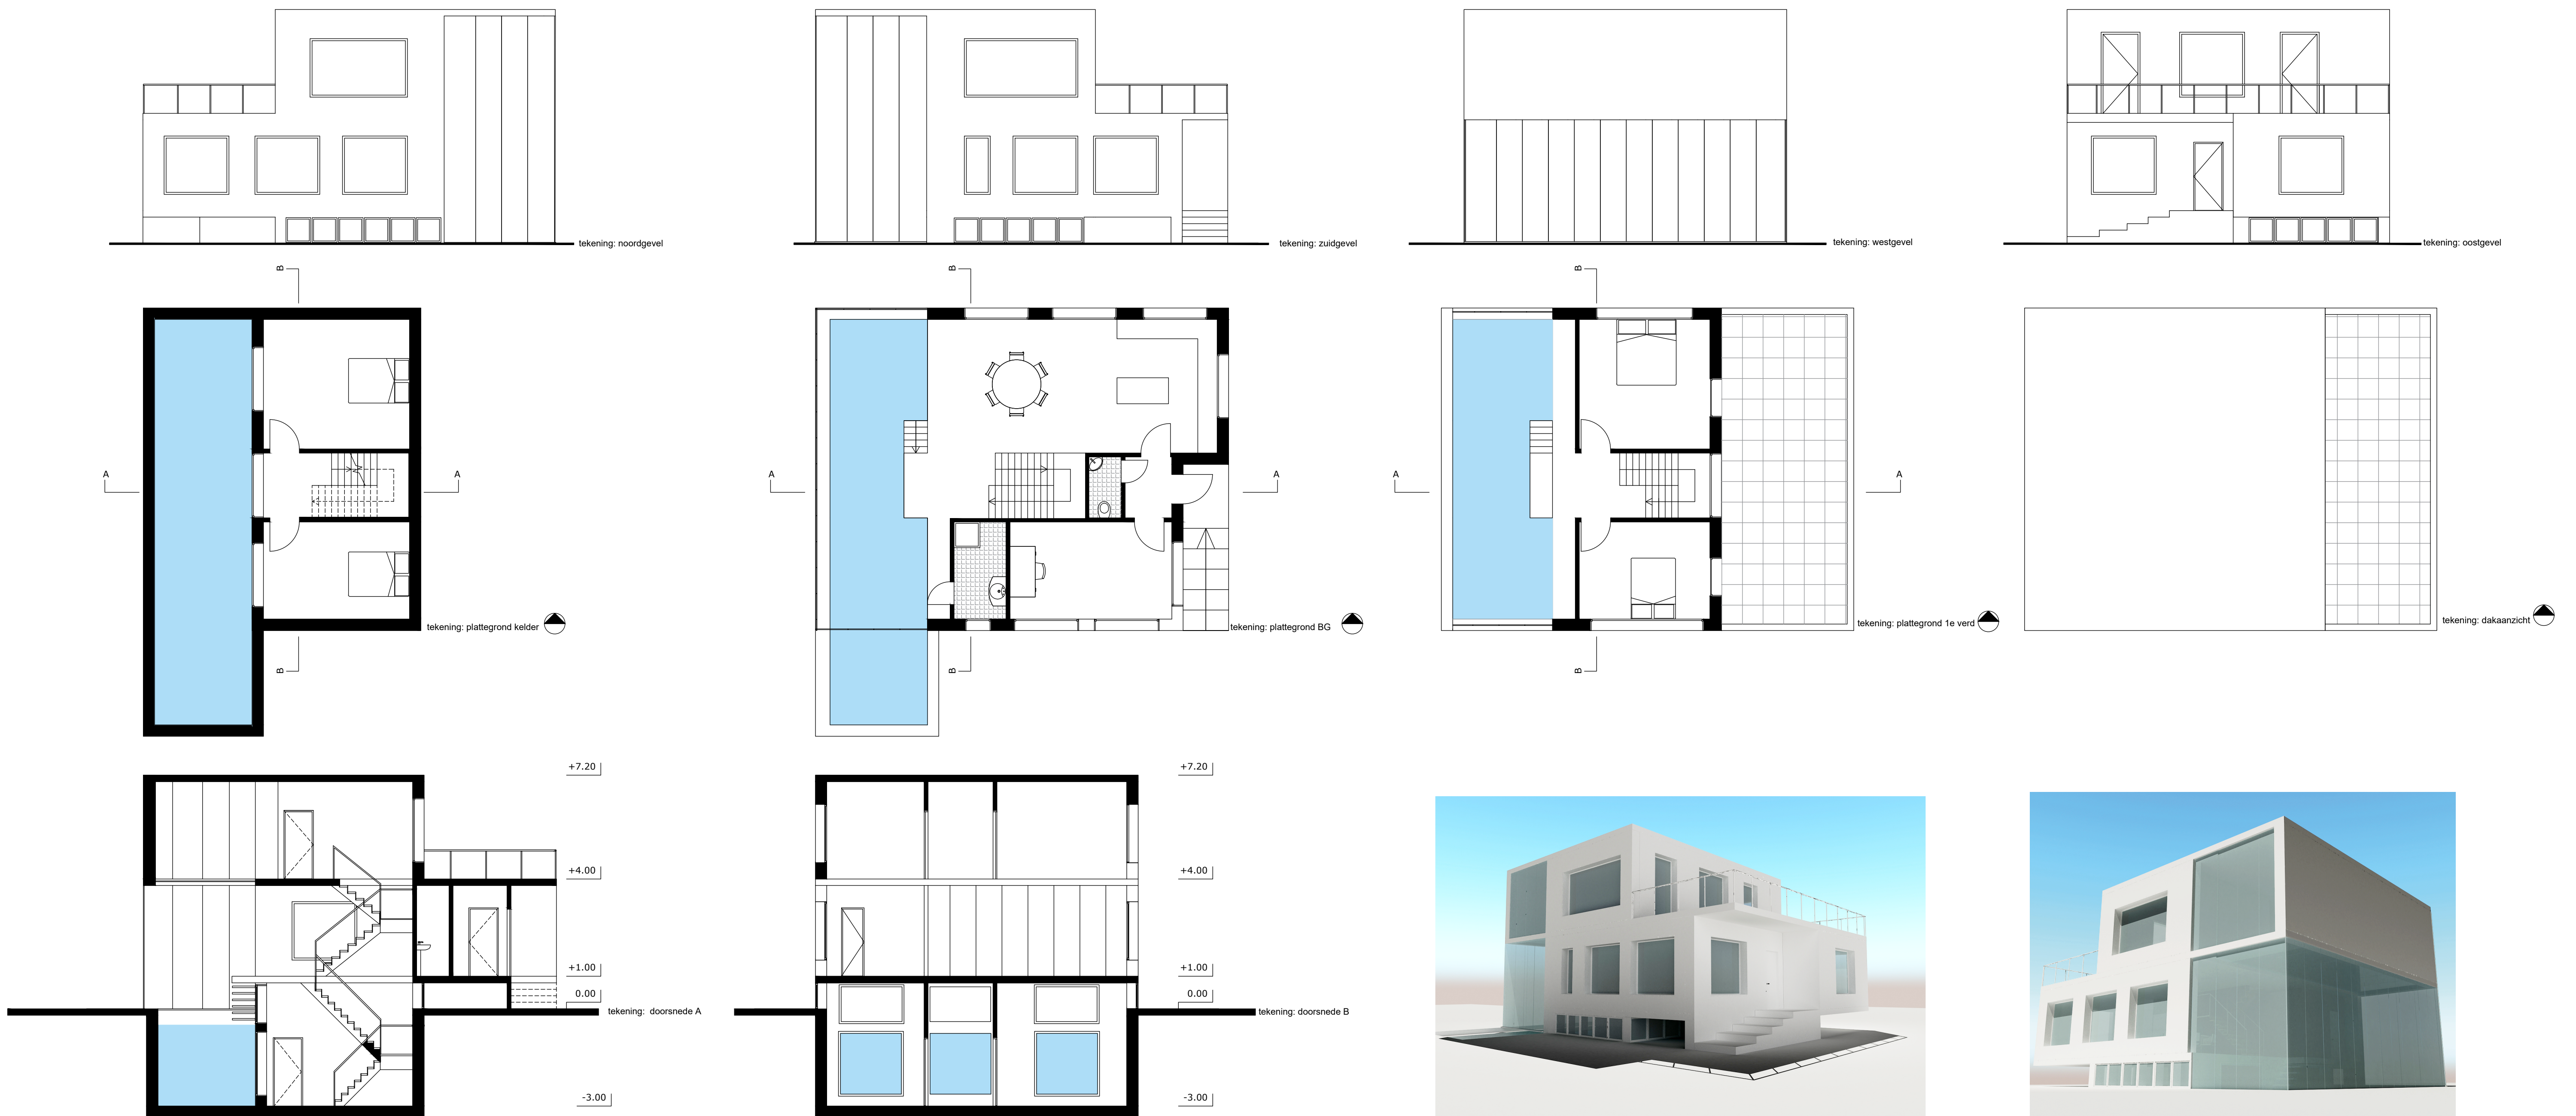 tekening: noordgevel
tekening: zuidgevel
tekening: westgevel
tekening: oostgevel
B
B
B
A
A
A
A
A
A
tekening: plattegrond kelder
tekening: plattegrond BG
tekening: plattegrond 1e verd
tekening: dakaanzicht
B
B
B
+7.20
+4.00
+1.00
0.00
tekening: doorsnede A
-3.00
+7.20
+4.00
+1.00
0.00
tekening: doorsnede B
-3.00